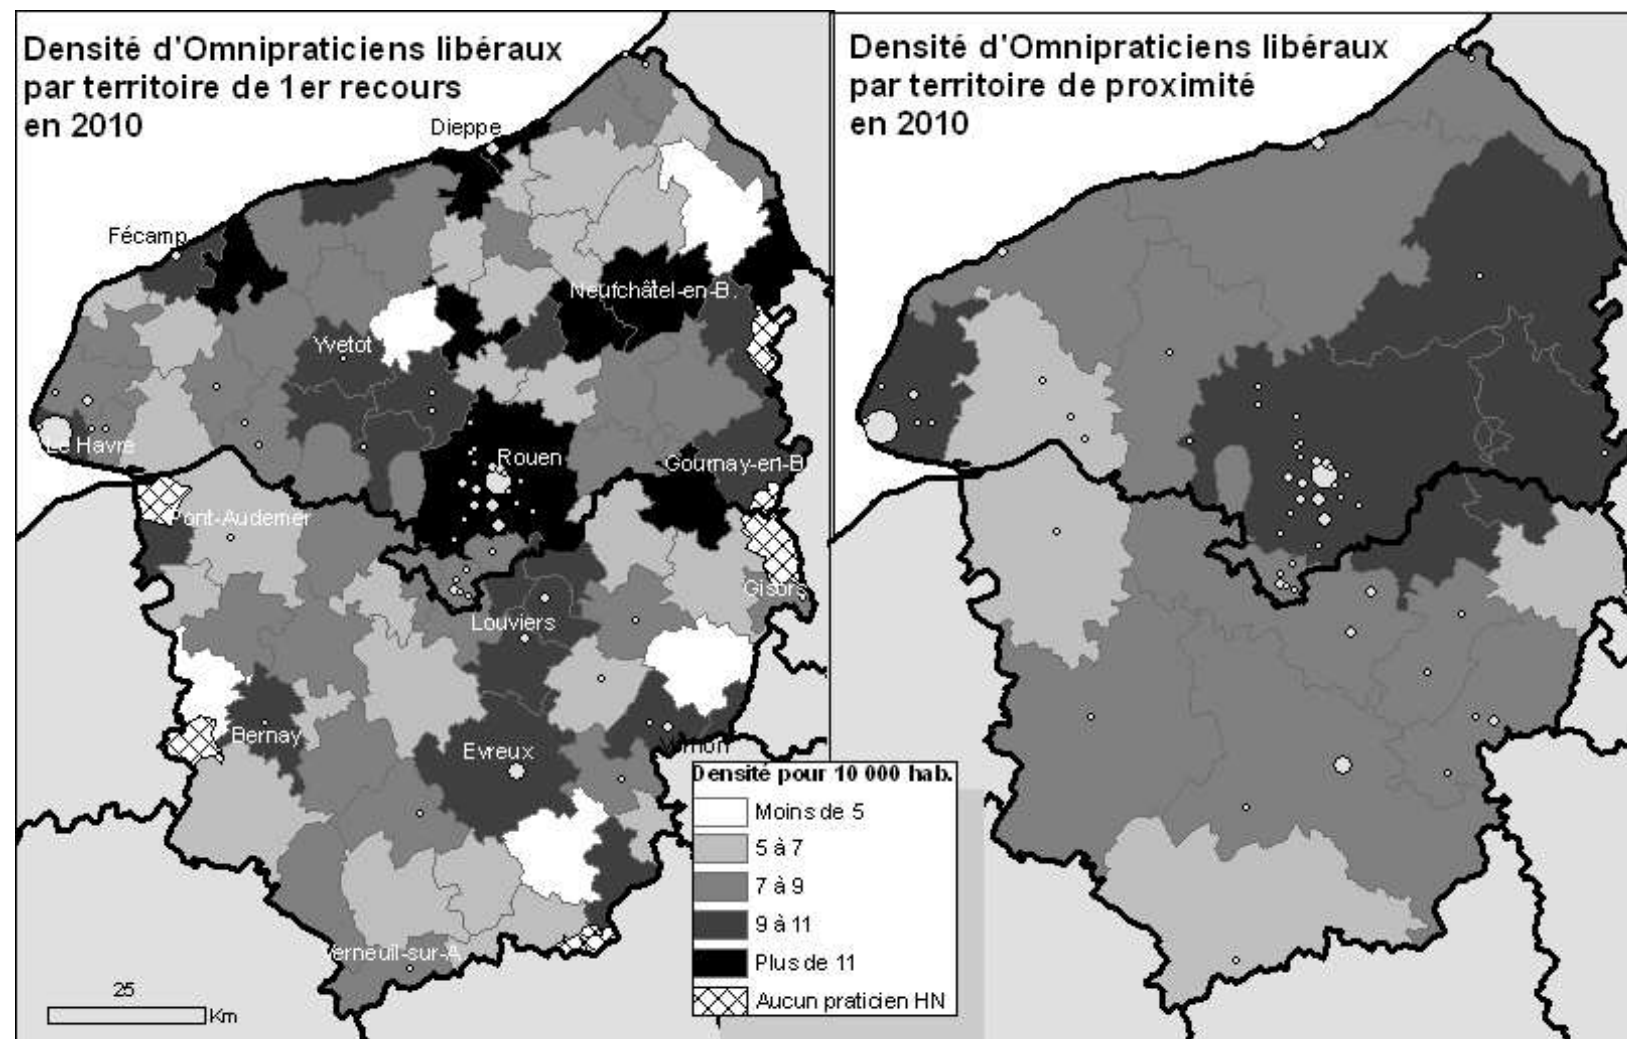 Densité d'Omnipraticiens libéraux
par territoire de 1er recours
en 2010
Dieppe
Fécamp
Neufchâtel-en-B.
Yvetot
Le Havre
Rouen
Gournay-en-B
Pont-Audemer
Gisors
Louviers
Bernay
Evreux
Vernon
Verneuil-sur-A.
25
Km
Densité d'Omnipraticiens libéraux
par territoire de proximité
en 2010
Densité pour 10 000 hab.
Moins de 5
5 à 7
7 à 9
9 à 11
Plus de 11
Aucun praticien HN